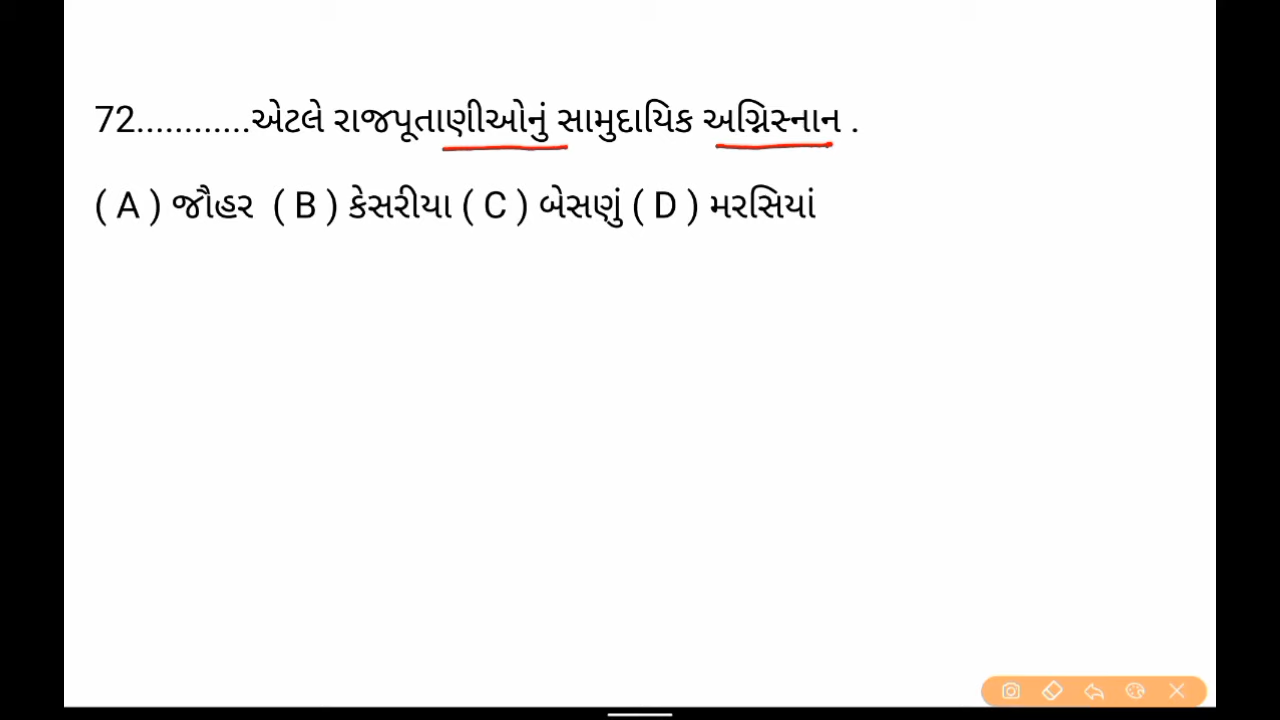 72............એટલે રાજપૂતાણીઓનું સામુદાયિક અગ્નિસ્નાન .
( A ) જૌહર ( B ) કેસરીયા ( C ) બેસણું ( D ) મરસિયાં